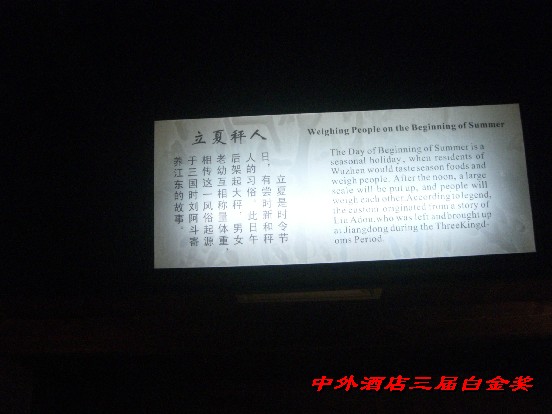 立夏秤人
立夏是时令节
日，有尝时新和秤
人的习俗。此日午
后架起大秤，男女
老幼互相称量体重，
相传这一风俗起源
于三国时刘阿斗寄
养江东的故事。
Weighing People on the Beginning of Summer
The Day of Beginning of Summer is a
seasonal holiday, when residents of
Wuzhen would taste season foods and
weigh people. After the noon, a large
scale will be put up, and people will
weigh each other. According to legend,
the custom originated from a story of
Liu Adou, who was left and brought up
at Jiangdong during the ThreeKingd-
oms Period.
中外酒店三届白金奖